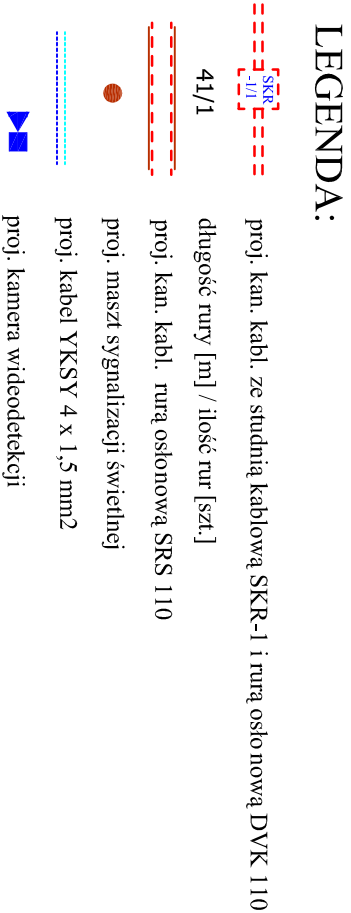 LEGENDA:
SKR
-1/1
proj. kan. kabl. ze studnią kablową SKR-1 i rurą osłonową DVK 110
41/1
długość rury [m] / ilość rur [szt.]
proj. kan. kabl. rurą osłonową SRS 110
proj. maszt sygnalizacji świetlnej
proj. kabel YKSY 4 x 1,5 mm2
proj. kamera wideodetekcji